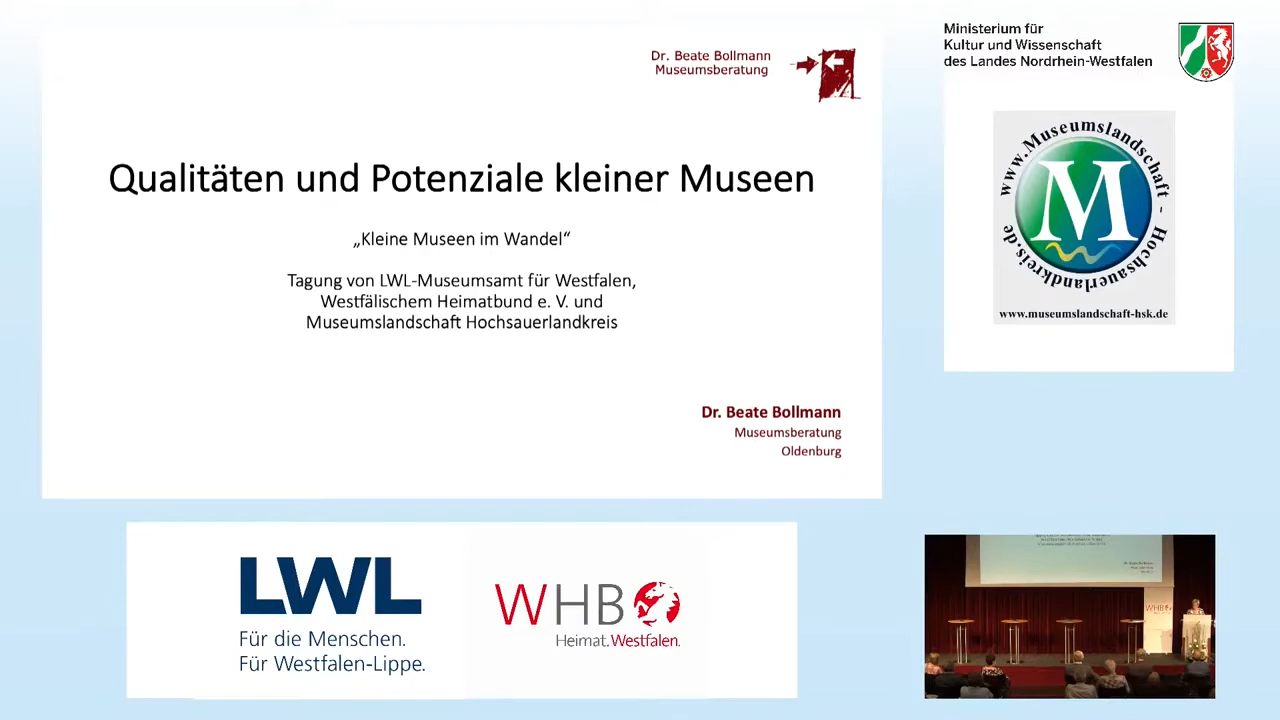 Dr. Beate Bollmann
Museumsberatung
Qualitäten und Potenziale kleiner Museen
„Kleine Museen im Wandel“
Tagung von LWL-Museumsamt für Westfalen,
Westfälischem Heimatbund e. V. und
Museumslandschaft Hochsauerlandkreis
Dr. Beate Bollmann
Museumsberatung
Oldenburg
Ministerium für
Kultur und Wissenschaft
des Landes Nordrhein-Westfalen
www.Museumslandschaft - Hochsauerlandkreis.de
M
www.museumslandschaft-hsk.de
LWL
Für die Menschen.
Für Westfalen-Lippe.
WHB
Heimat.Westfalen.
WHB